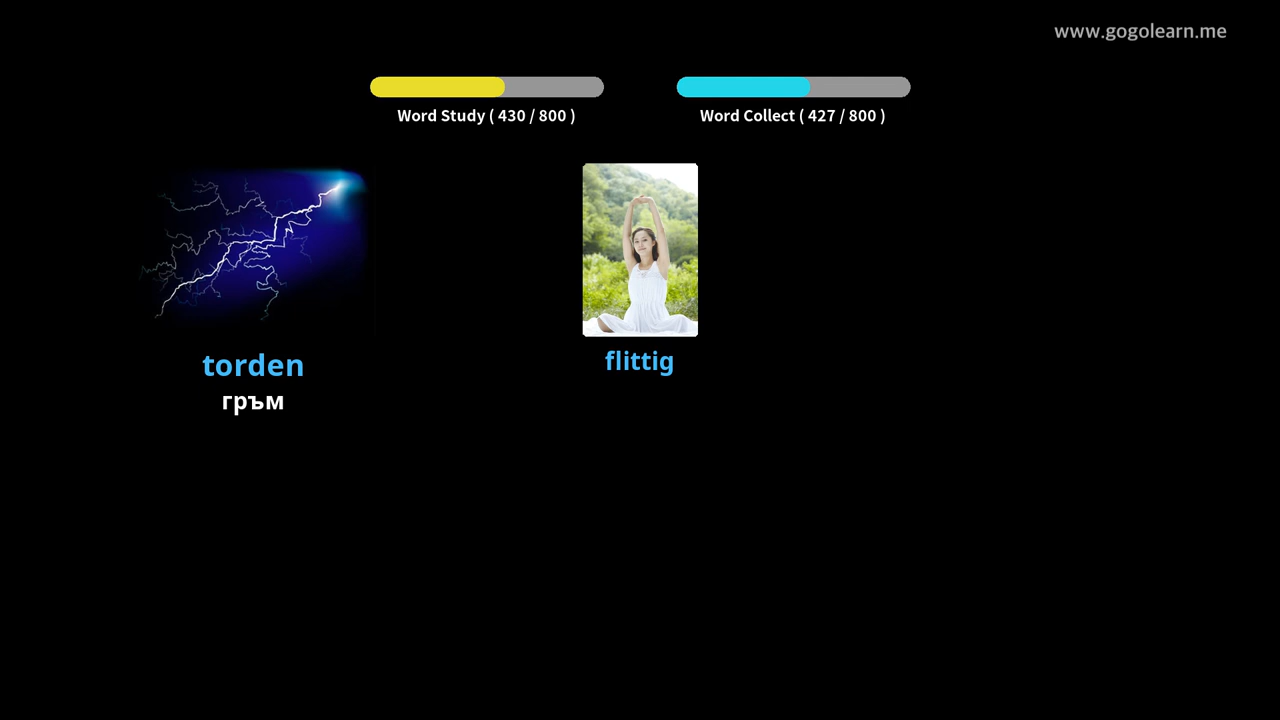 www.gogolearn.me
Word Study ( 430 / 800 )
Word Collect ( 427 / 800 )
torden
гръм
flittig